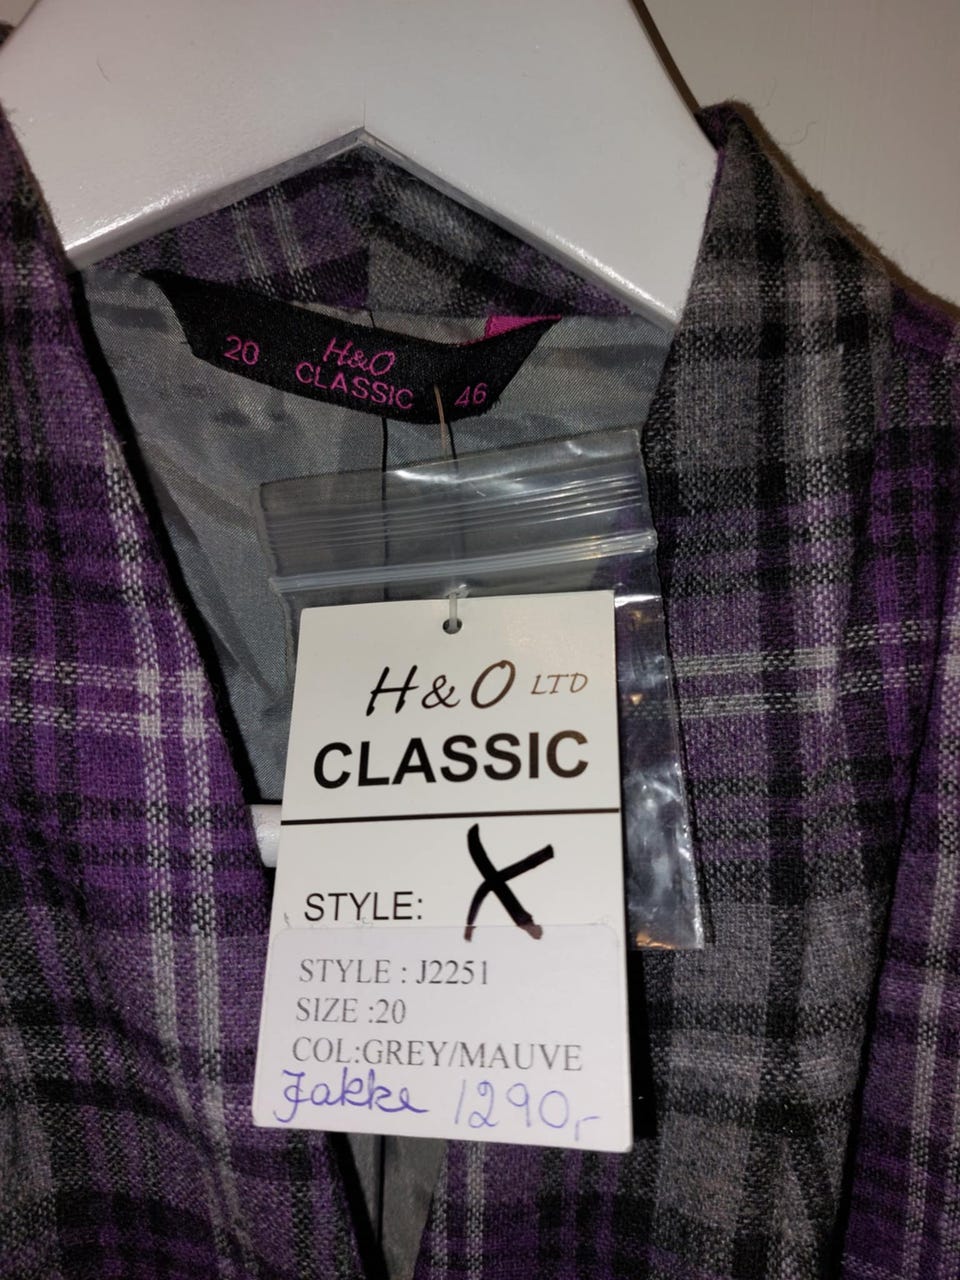 20 H&O 46
CLASSIC
H&O LTD
CLASSIC
STYLE: X
STYLE : J2251
SIZE :20
COL:GREY/MAUVE
Jakke 1290,-